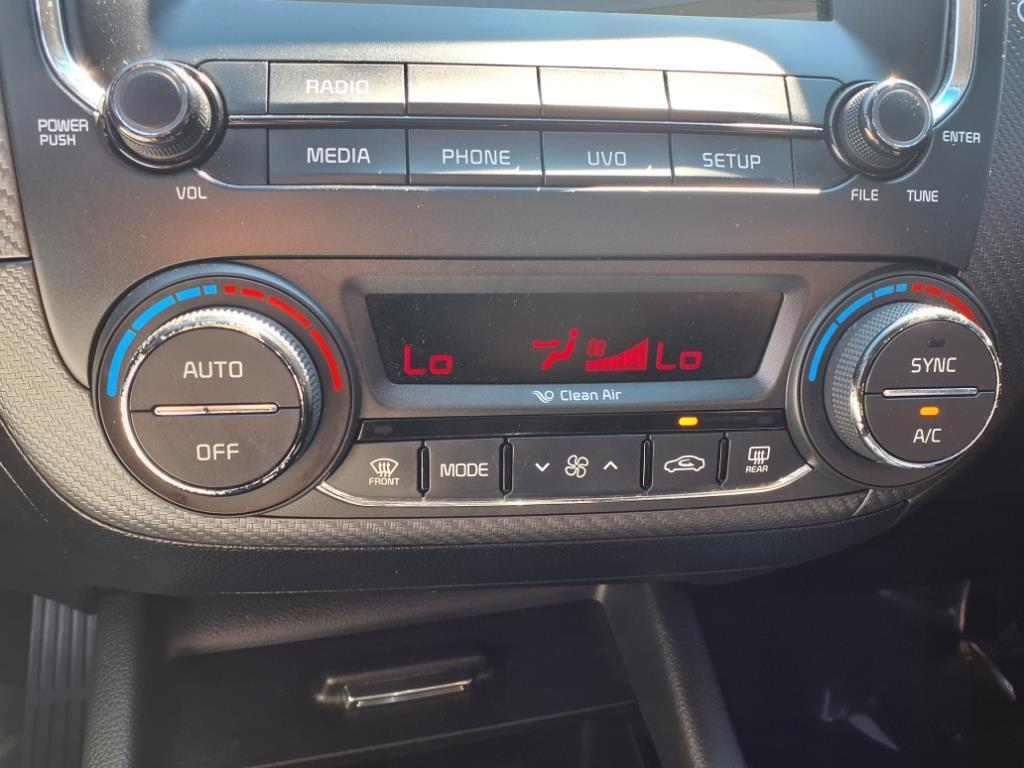 RADIO
POWER
PUSH
MEDIA
PHONE
UVO
SETUP
ENTER
VOL
FILE
TUNE
Lo
Lo
Clean Air
AUTO
OFF
SYNC
A/C
FRONT
MODE
REAR